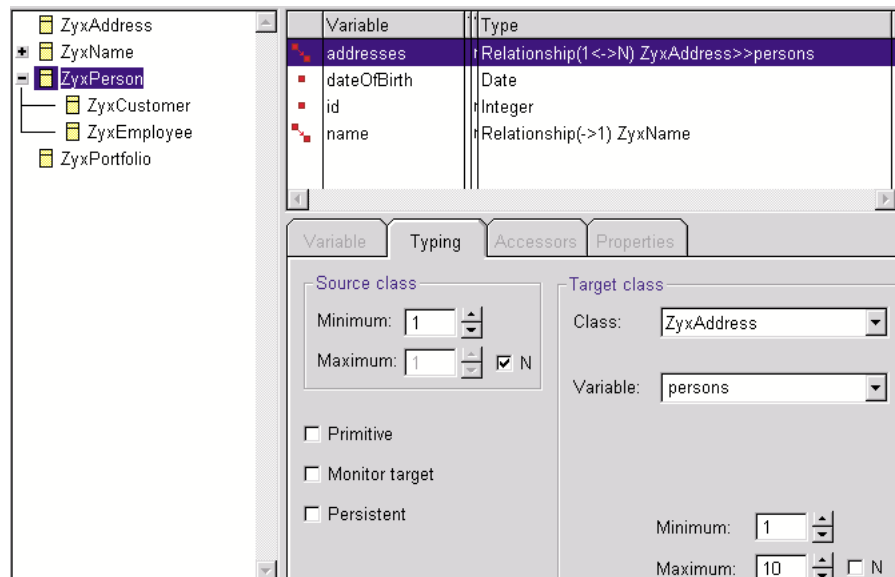 ZyxAddress
ZyxName
ZyxPerson
ZyxCustomer
ZyxEmployee
ZyxPortfolio
Variable Type
addresses Relationship(1<->N) ZyxAddress>>persons
dateOfBirth Date
id Integer
name Relationship(->1) ZyxName
Variable Typing Accessors Properties
Source class
Minimum: 1
Maximum: 1 N
Primitive
Monitor target
Persistent
Target class
Class: ZyxAddress
Variable: persons
Minimum: 1
Maximum: 10 N